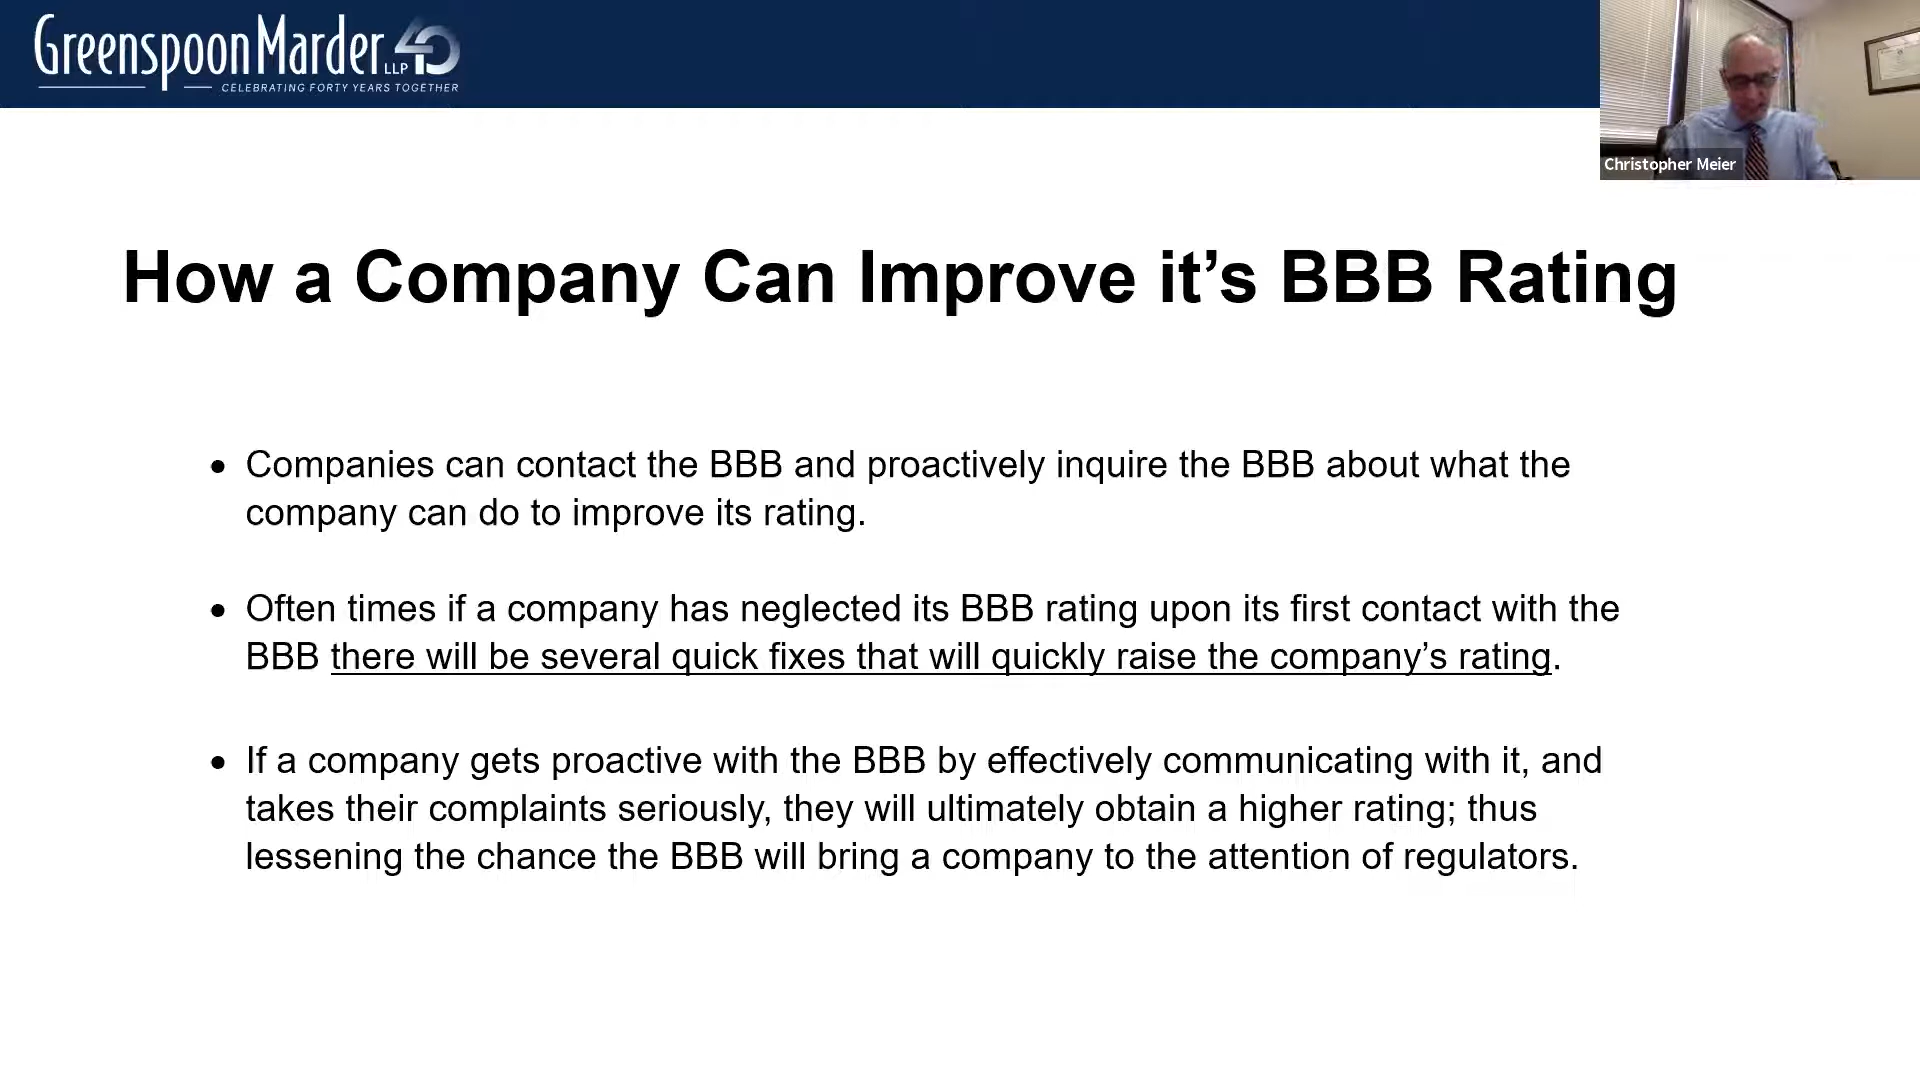 GreenspoonMarder LLP 40
CELEBRATING FORTY YEARS TOGETHER
Christopher Meier
How a Company Can Improve it’s BBB Rating
• Companies can contact the BBB and proactively inquire the BBB about what the
company can do to improve its rating.
• Often times if a company has neglected its BBB rating upon its first contact with the
BBB there will be several quick fixes that will quickly raise the company’s rating.
• If a company gets proactive with the BBB by effectively communicating with it, and
takes their complaints seriously, they will ultimately obtain a higher rating; thus
lessening the chance the BBB will bring a company to the attention of regulators.